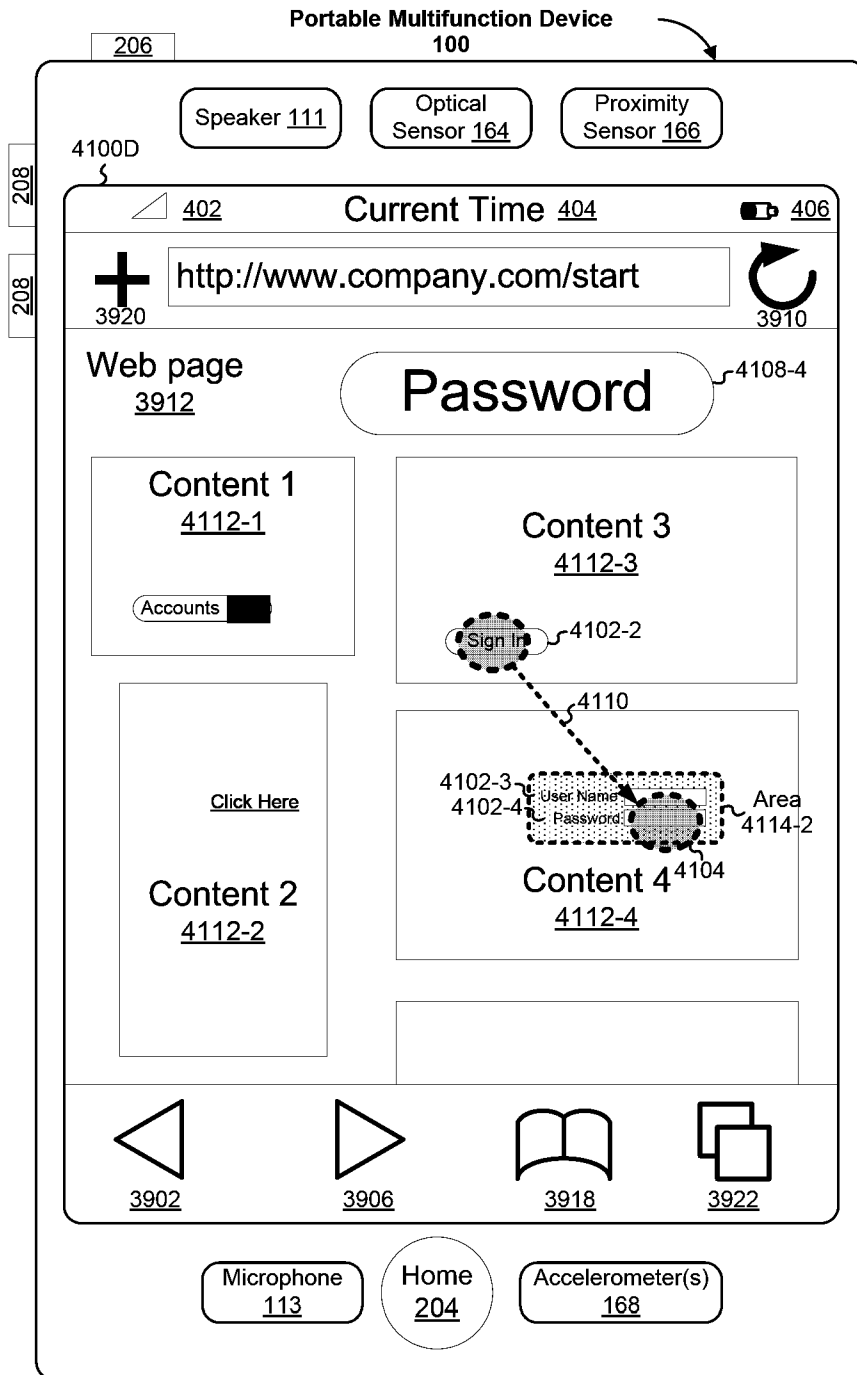 Portable Multifunction Device
100
206
Speaker 111
Optical
Sensor 164
Proximity
Sensor 166
208
208
4100D
402
Current Time 404
406
http://www.company.com/start
3920
3910
Web page
3912
Password
4108-4
Content 1
4112-1
Accounts
Content 3
4112-3
Sign In
4102-2
4110
Click Here
Content 2
4112-2
4102-3
User Name
4102-4
Password
Area
4114-2
4104
Content 4
4112-4
3902
3906
3918
3922
Microphone
113
Home
204
Accelerometer(s)
168